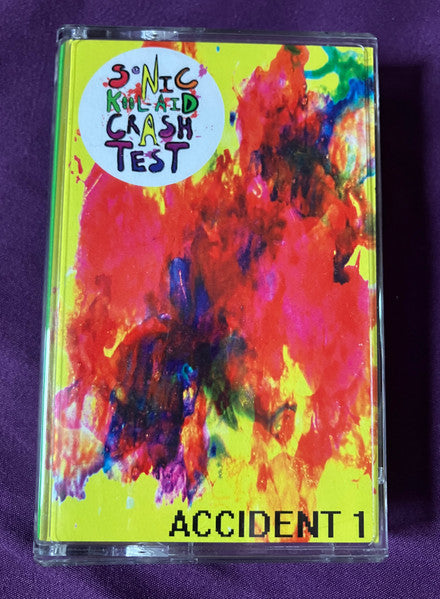 SONIC
KOOL AID
CRASH
TEST
ACCIDENT 1